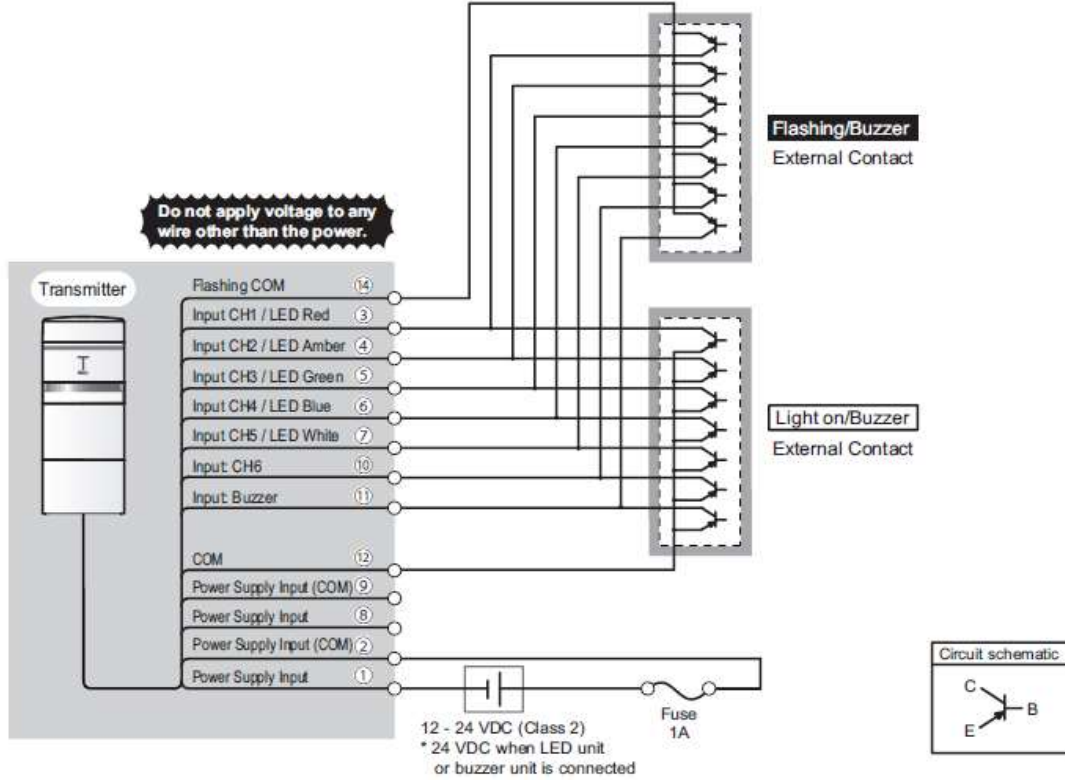 Flashing/Buzzer
External Contact
Do not apply voltage to any
wire other than the power.
Transmitter
Flashing COM ⑭
Input CH1 / LED Red ③
Input CH2 / LED Amber ④
Input CH3 / LED Green ⑤
Input CH4 / LED Blue ⑥
Input CH5 / LED White ⑦
Input: CH6 ⑩
Input: Buzzer ⑪
COM ⑫
Power Supply Input (COM) ⑨
Power Supply Input ⑧
Power Supply Input (COM) ②
Power Supply Input ①
Light on/Buzzer
External Contact
12 - 24 VDC (Class 2)
* 24 VDC when LED unit
or buzzer unit is connected
Fuse
1A
Circuit schematic
C
B
E